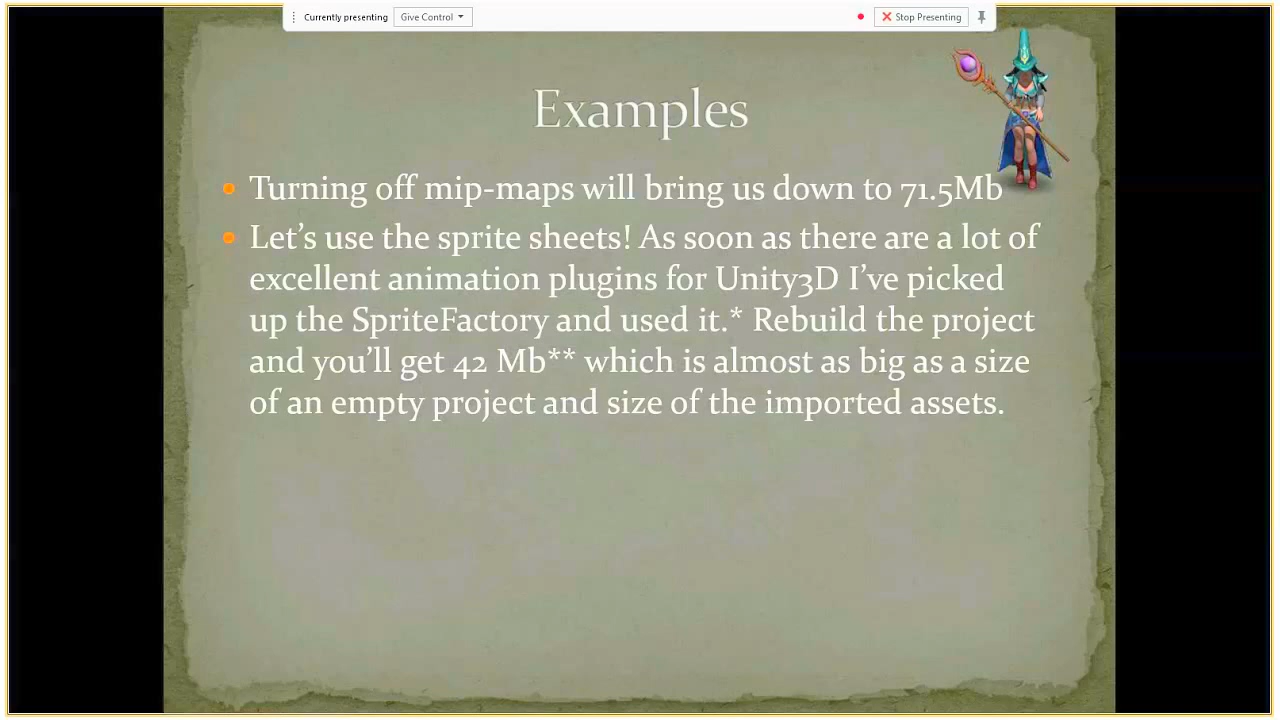 Currently presenting Give Control Stop Presenting
Examples
Turning off mip-maps will bring us down to 71.5Mb
Let's use the sprite sheets! As soon as there are a lot of
excellent animation plugins for Unity3D I've picked
up the SpriteFactory and used it.* Rebuild the project
and you'll get 42 Mb** which is almost as big as a size
of an empty project and size of the imported assets.